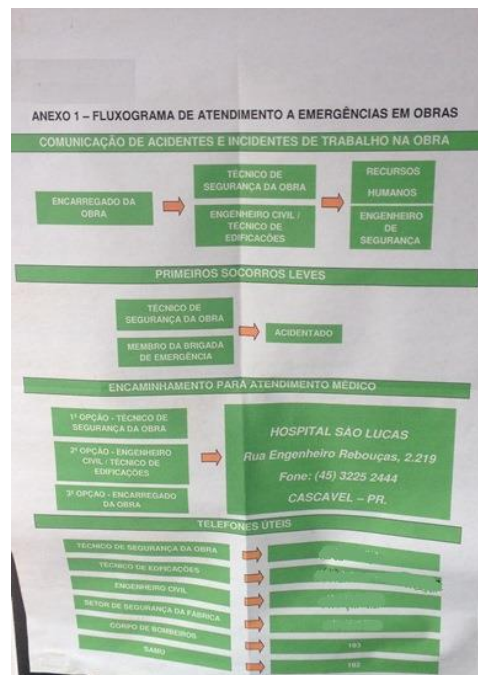 ANEXO 1 – FLUXOGRAMA DE ATENDIMENTO A EMERGÊNCIAS EM OBRAS
COMUNICAÇÃO DE ACIDENTES E INCIDENTES DE TRABALHO NA OBRA
ENCARREGADO DA
OBRA
TÉCNICO DE
SEGURANÇA DA OBRA
ENGENHEIRO CIVIL /
TÉCNICO DE
EDIFICAÇÕES
RECURSOS
HUMANOS
ENGENHEIRO
DE
SEGURANÇA
PRIMEIROS SOCORROS LEVES
TÉCNICO DE
SEGURANÇA DA OBRA
MEMBRO DA BRIGADA
DE EMERGÊNCIA
ACIDENTADO
ENCAMINHAMENTO PARA ATENDIMENTO MÉDICO
1ª OPÇÃO - TÉCNICO DE
SEGURANÇA DA OBRA
2ª OPÇÃO - ENGENHEIRO
CIVIL / TÉCNICO DE
EDIFICAÇÕES
3ª OPÇÃO - ENCARREGADO
DA OBRA
HOSPITAL SÃO LUCAS
Rua Engenheiro Rebouças, 2.219
Fone: (45) 3225 2444
CASCAVEL – PR.
TELEFONES ÚTEIS
TÉCNICO DE SEGURANÇA DA OBRA
TÉCNICO DE EDIFICAÇÕES
ENGENHEIRO CIVIL
SETOR DE SEGURANÇA DA FÁBRICA
CORPO DE BOMBEIROS
193
SAMU
192